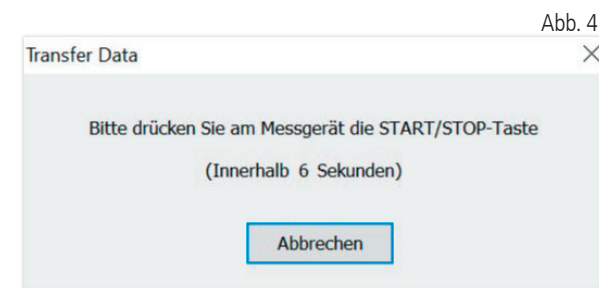 Abb. 4
Transfer Data
Bitte drücken Sie am Messgerät die START/STOP-Taste
(Innerhalb 6 Sekunden)
Abbrechen